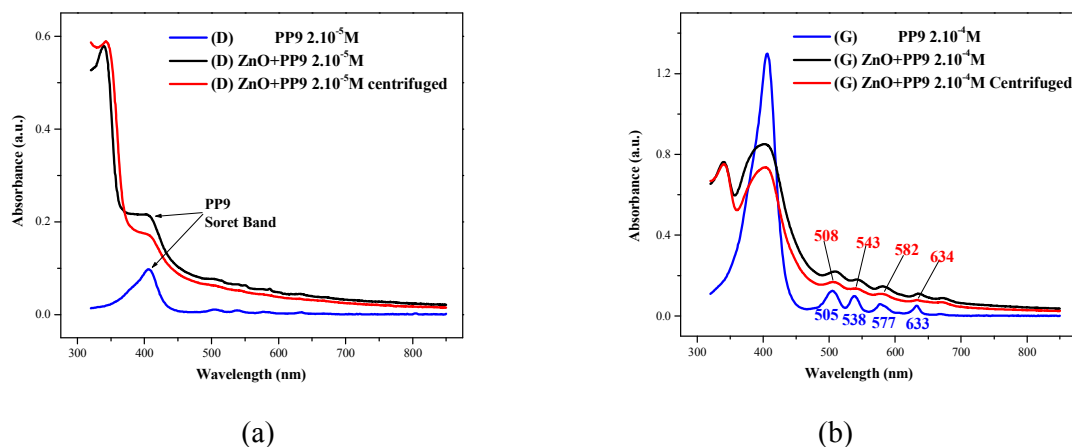 (D) PP9 2.10⁻⁵M
(D) ZnO+PP9 2.10⁻⁵M
(D) ZnO+PP9 2.10⁻⁵M centrifuged
0.6
0.4
0.2
0.0
Absorbance (a.u.)
PP9
Soret Band
300 400 500 600 700 800
Wavelength (nm)
(a)
(G) PP9 2.10⁻⁴M
(G) ZnO+PP9 2.10⁻⁴M
(G) ZnO+PP9 2.10⁻⁴M Centrifuged
1.2
0.8
0.4
0.0
Absorbance (a.u.)
508 543 582 634
505 538 577 633
300 400 500 600 700 800
Wavelength (nm)
(b)